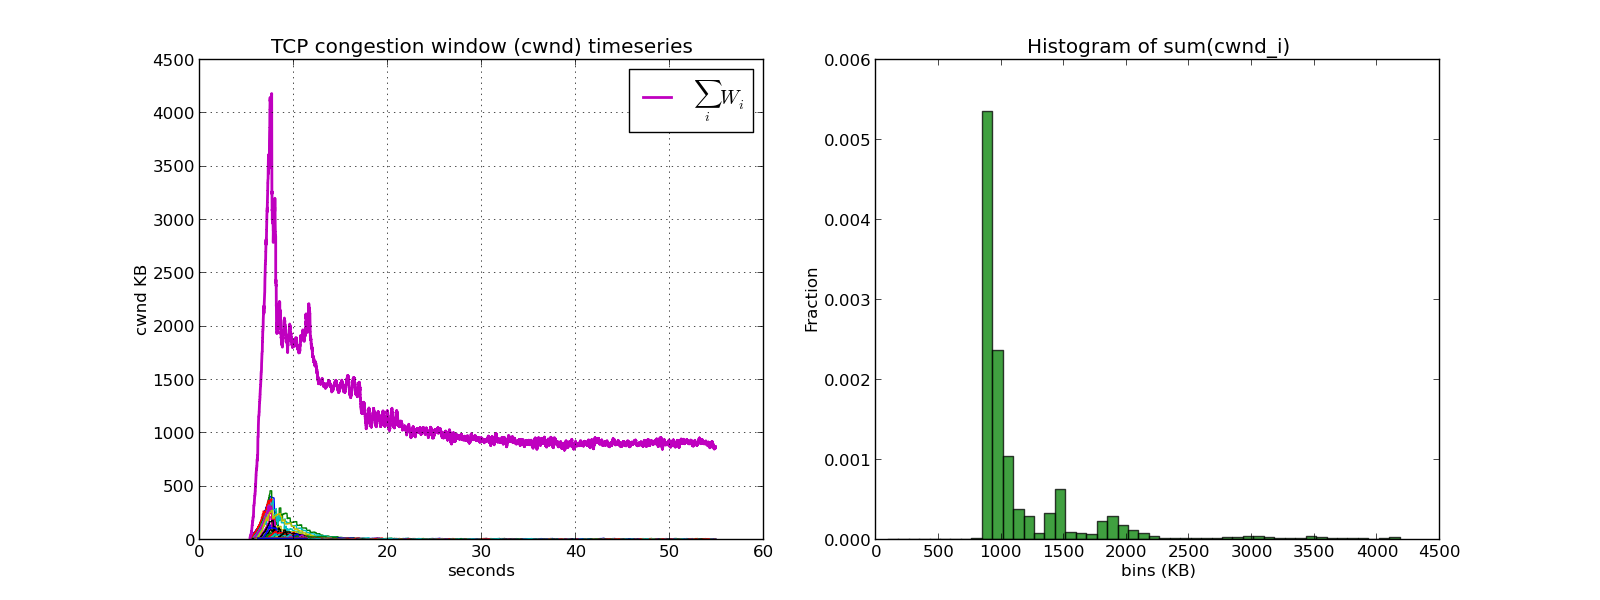 TCP congestion window (cwnd) timeseries
4500
4000
3500
3000
2500
2000
1500
1000
500
0
cwnd KB
∑_i W_i
0 10 20 30 40 50 60
seconds
Histogram of sum(cwnd_i)
0.006
0.005
0.004
0.003
0.002
0.001
0.000
Fraction
0 500 1000 1500 2000 2500 3000 3500 4000 4500
bins (KB)